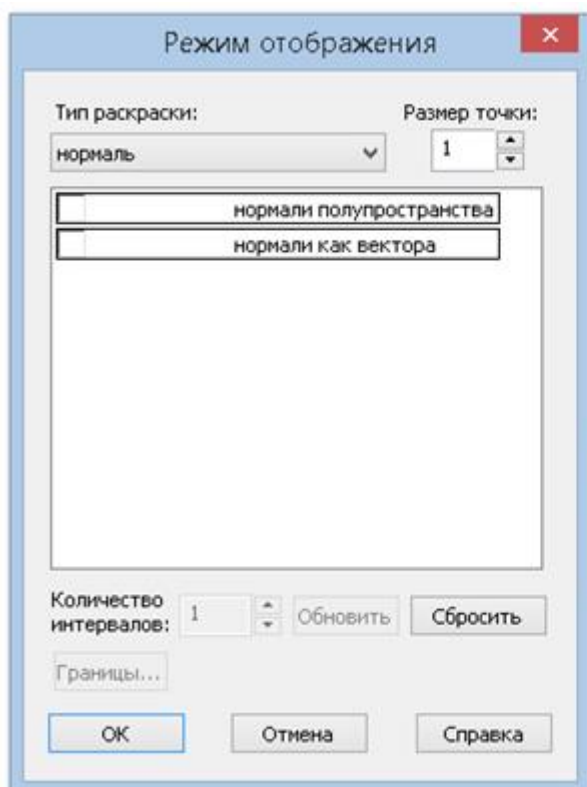 Режим отображения
Тип раскраски:
Размер точки:
нормаль
1
нормали полупространства
нормали как вектора
Количество
интервалов:
1
Обновить
Сбросить
Границы...
ОК
Отмена
Справка